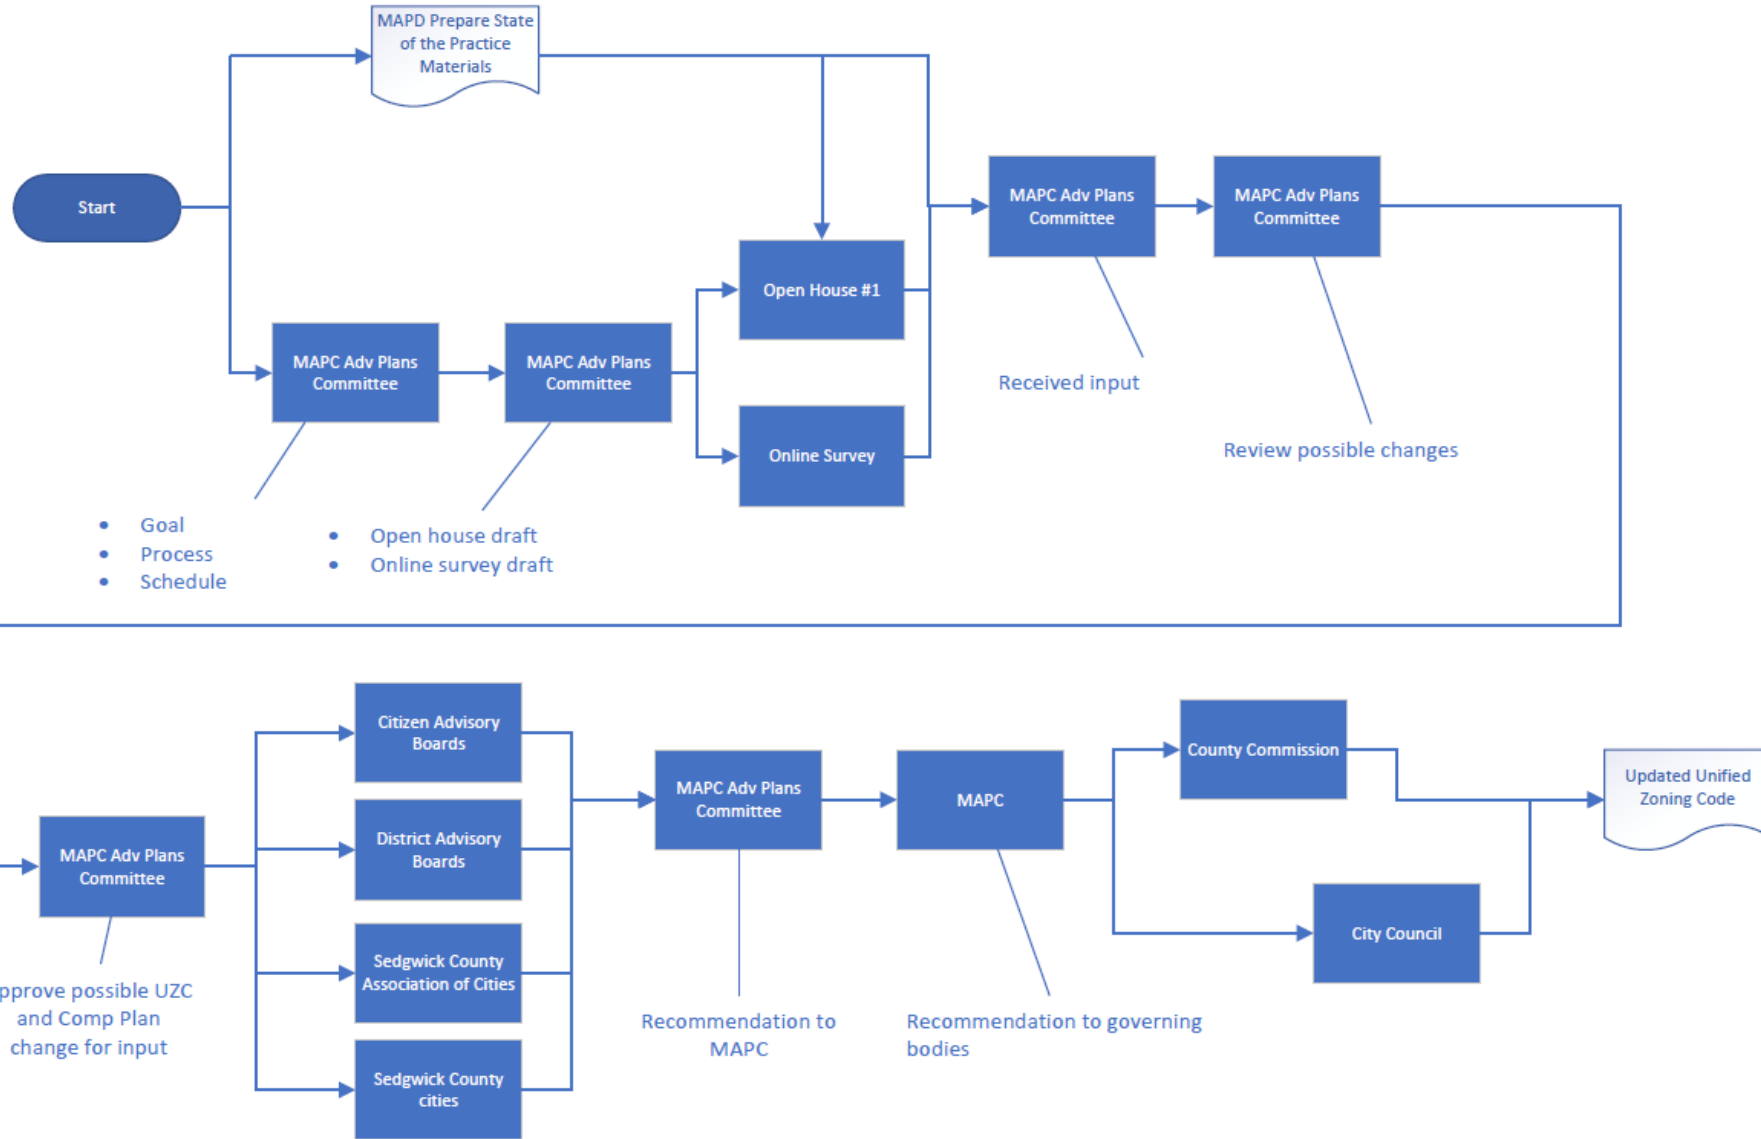 MAPD Prepare State
of the Practice
Materials
Start
MAPC Adv Plans
Committee
MAPC Adv Plans
Committee
Open House #1
MAPC Adv Plans
Committee
MAPC Adv Plans
Committee
Online Survey
Received input
Review possible changes
• Goal
• Process
• Schedule
• Open house draft
• Online survey draft
Citizen Advisory
Boards
District Advisory
Boards
Sedgwick County
Association of Cities
Sedgwick County
cities
MAPC Adv Plans
Committee
pprove possible UZC
and Comp Plan
change for input
MAPC Adv Plans
Committee
Recommendation to
MAPC
MAPC
Recommendation to governing
bodies
County Commission
City Council
Updated Unified
Zoning Code